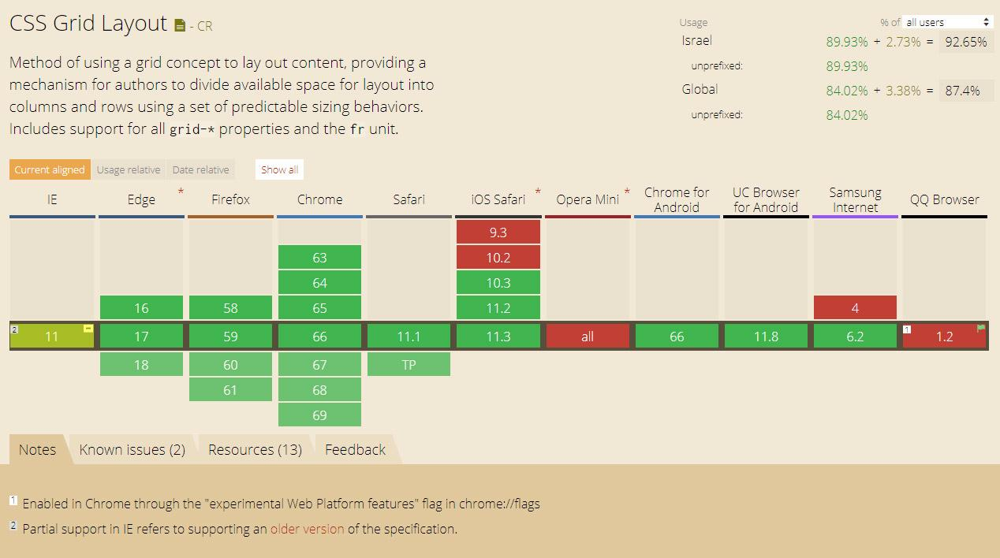 CSS Grid Layout - CR
Usage % of all users
Israel 89.93% + 2.73% = 92.65%
unprefixed: 89.93%
Global 84.02% + 3.38% = 87.4%
unprefixed: 84.02%
Method of using a grid concept to lay out content, providing a
mechanism for authors to divide available space for layout into
columns and rows using a set of predictable sizing behaviors.
Includes support for all grid-* properties and the fr unit.
Current aligned Usage relative Date relative Show all
IE Edge * Firefox Chrome Safari iOS Safari * Opera Mini * Chrome for Android UC Browser for Android Samsung Internet QQ Browser
9.3
63 10.2
64 10.3
16 58 65 11.2 4
2 11 17 59 66 11.1 11.3 all 66 11.8 6.2 1 1.2
18 60 67 TP
61 68
69
Notes Known issues (2) Resources (13) Feedback
1 Enabled in Chrome through the "experimental Web Platform features" flag in chrome://flags
2 Partial support in IE refers to supporting an older version of the specification.